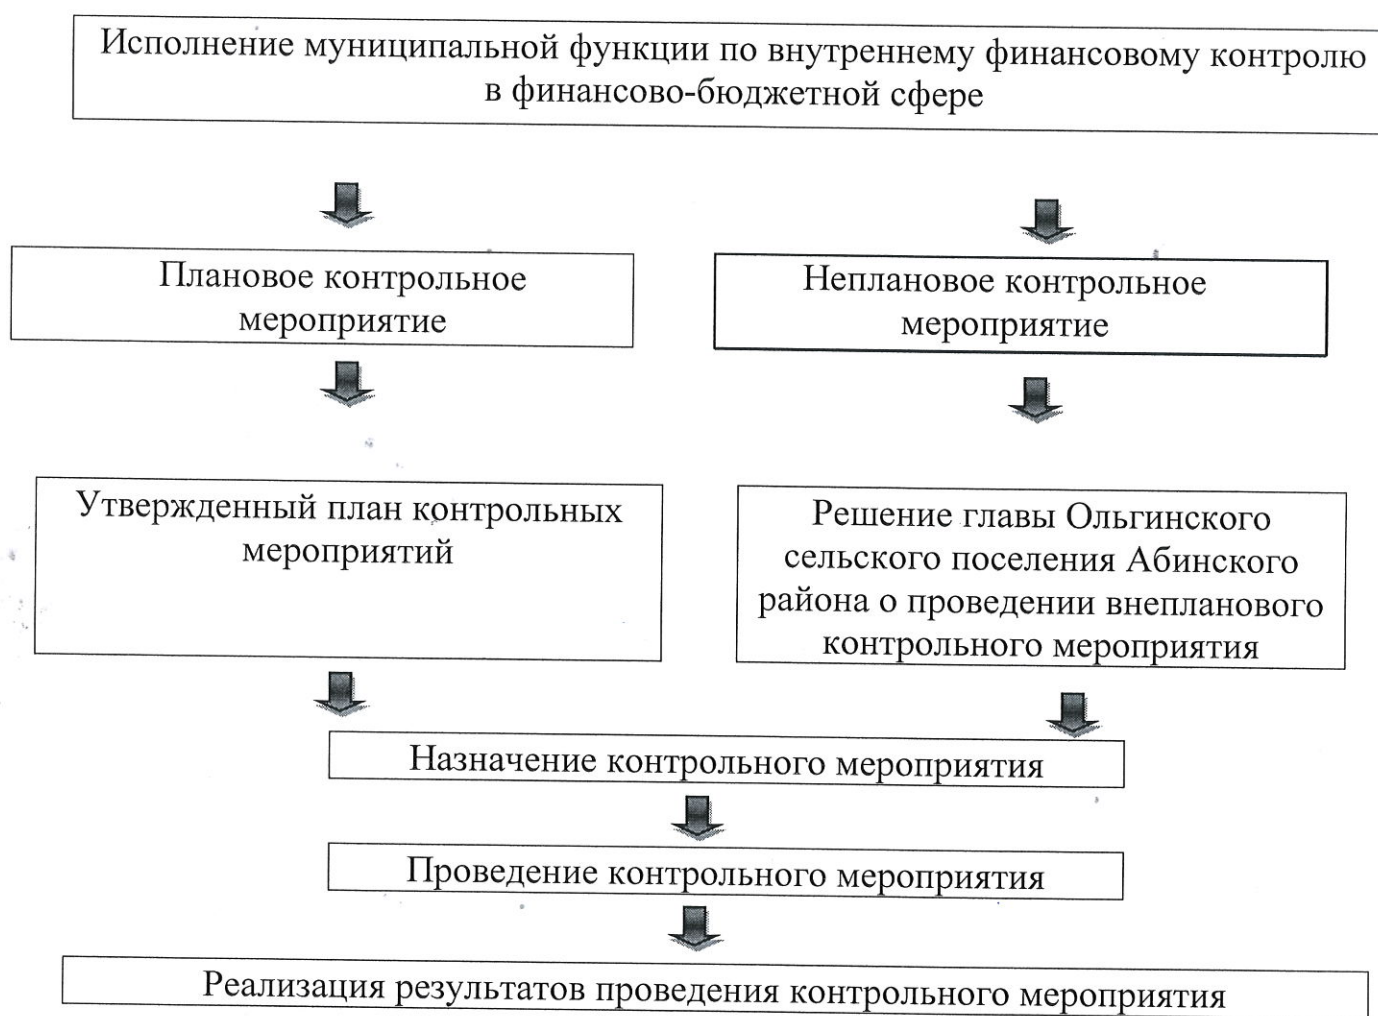 Исполнение муниципальной функции по внутреннему финансовому контролю
в финансово-бюджетной сфере
Плановое контрольное
мероприятие
Неплановое контрольное
мероприятие
Утвержденный план контрольных
мероприятий
Решение главы Ольгинского
сельского поселения Абинского
района о проведении внепланового
контрольного мероприятия
Назначение контрольного мероприятия
Проведение контрольного мероприятия
Реализация результатов проведения контрольного мероприятия